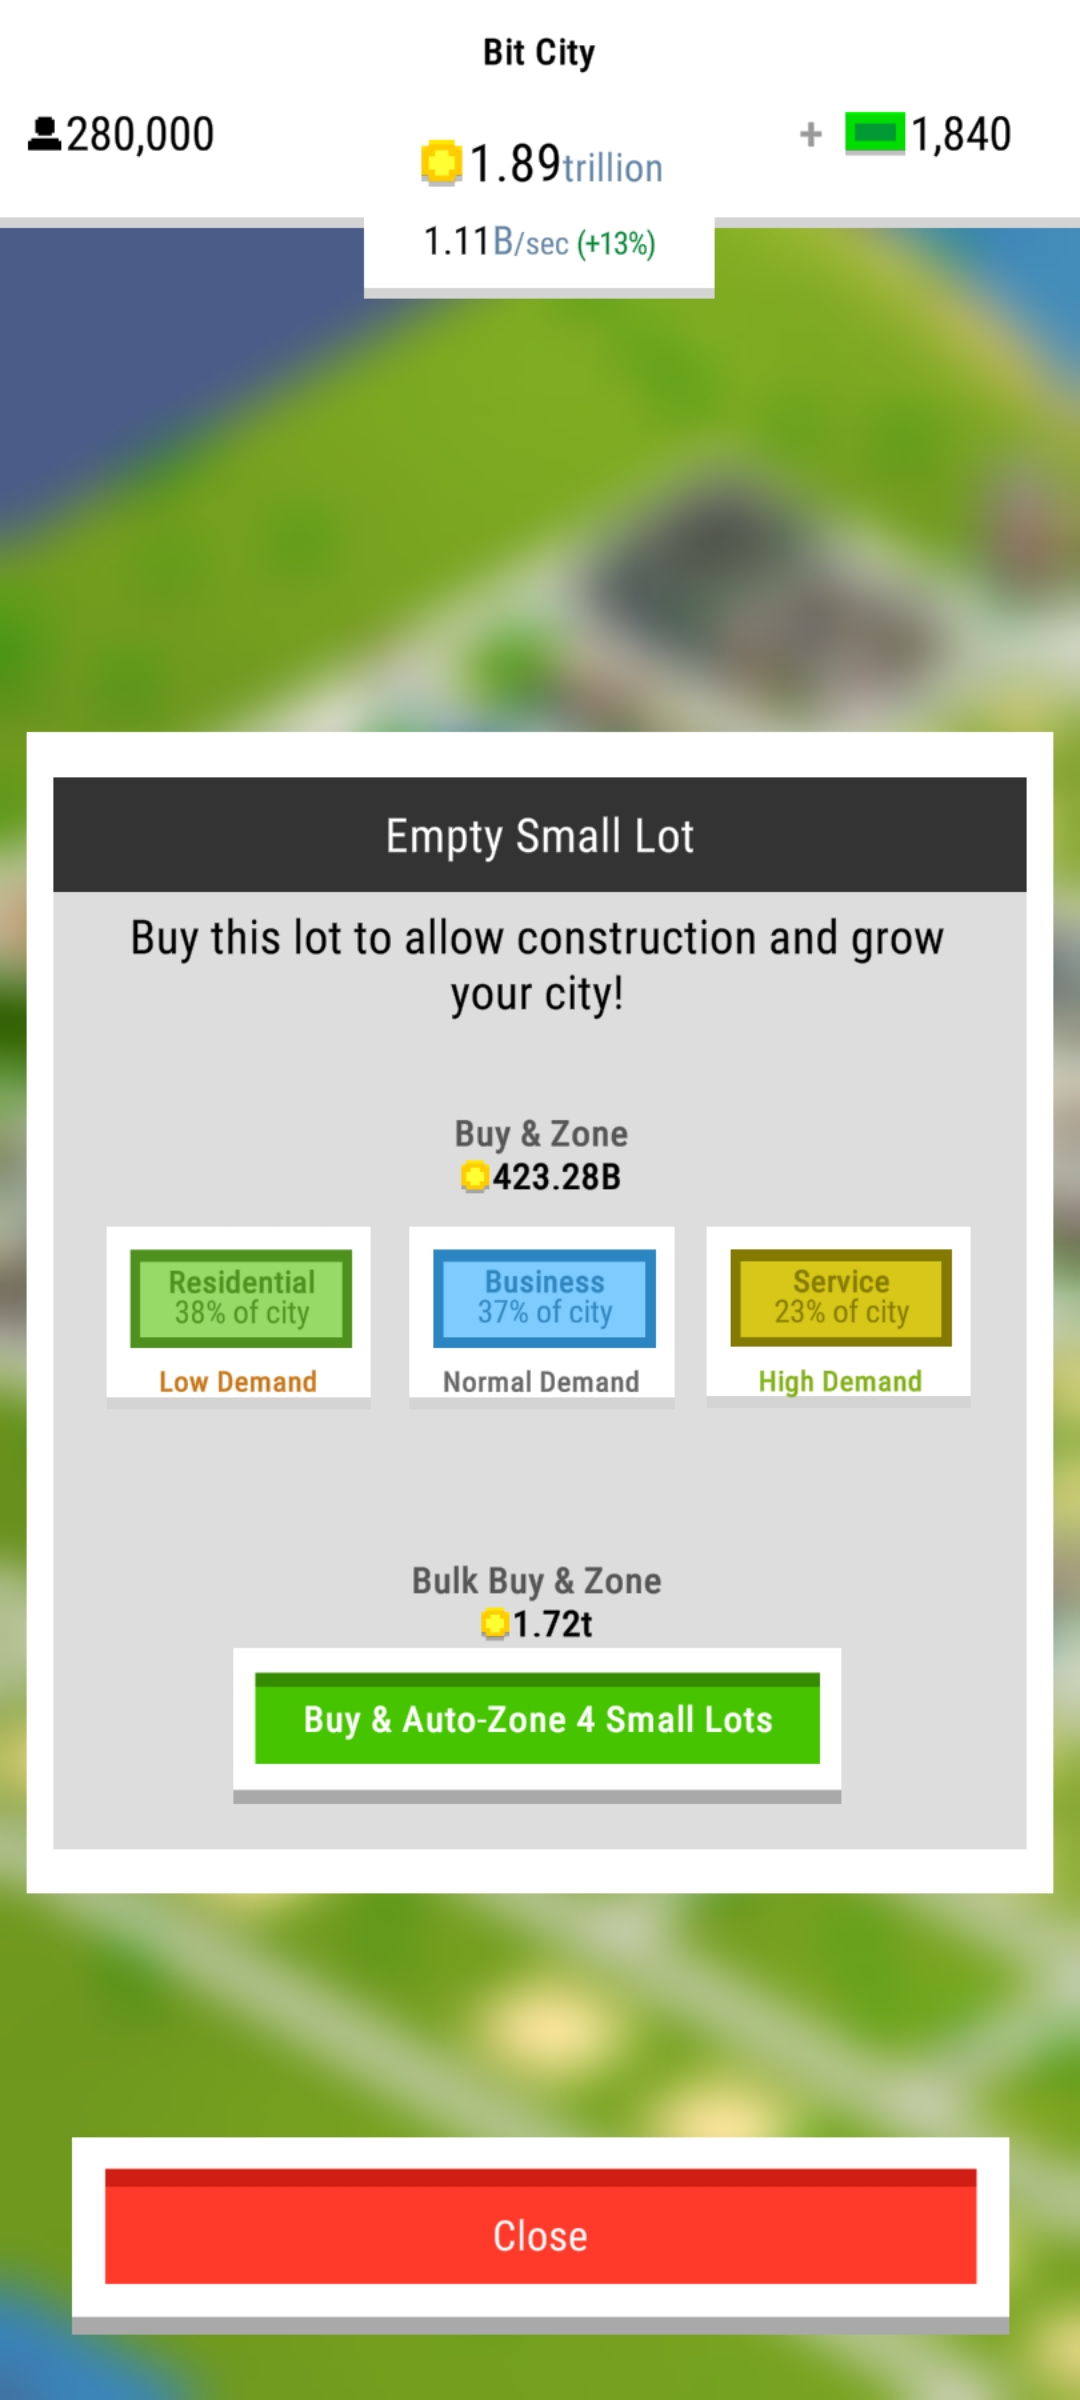 Bit City
280,000
1.89trillion
+ 1,840
1.11B/sec (+13%)
Empty Small Lot
Buy this lot to allow construction and grow
your city!
Buy & Zone
423.28B
Residential
38% of city
Low Demand
Business
37% of city
Normal Demand
Service
23% of city
High Demand
Bulk Buy & Zone
1.72t
Buy & Auto-Zone 4 Small Lots
Close